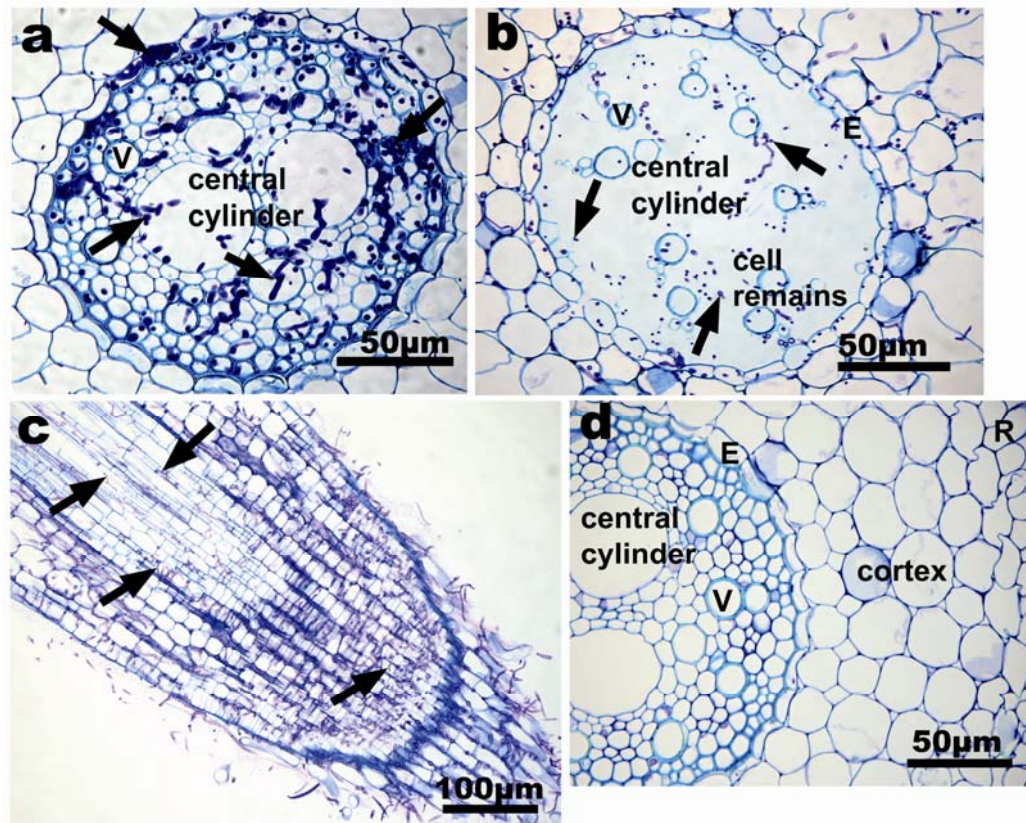 a
V
central
cylinder
50µm
b
V
E
central
cylinder
cell
remains
50µm
c
100µm
d
E
R
central
cylinder
cortex
V
50µm